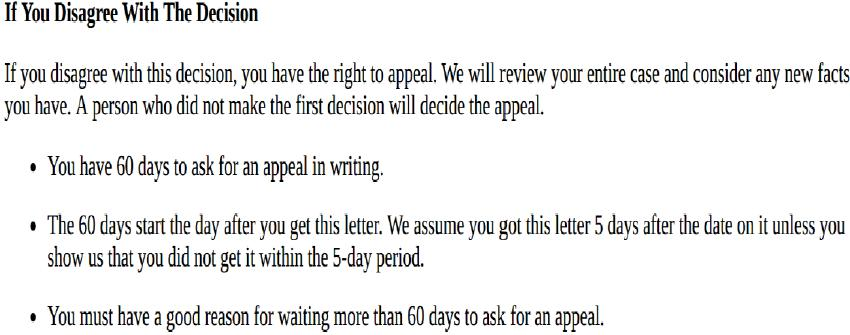 If You Disagree With The Decision
If you disagree with this decision, you have the right to appeal. We will review your entire case and consider any new facts
you have. A person who did not make the first decision will decide the appeal.
• You have 60 days to ask for an appeal in writing.
• The 60 days start the day after you get this letter. We assume you got this letter 5 days after the date on it unless you
show us that you did not get it within the 5-day period.
• You must have a good reason for waiting more than 60 days to ask for an appeal.